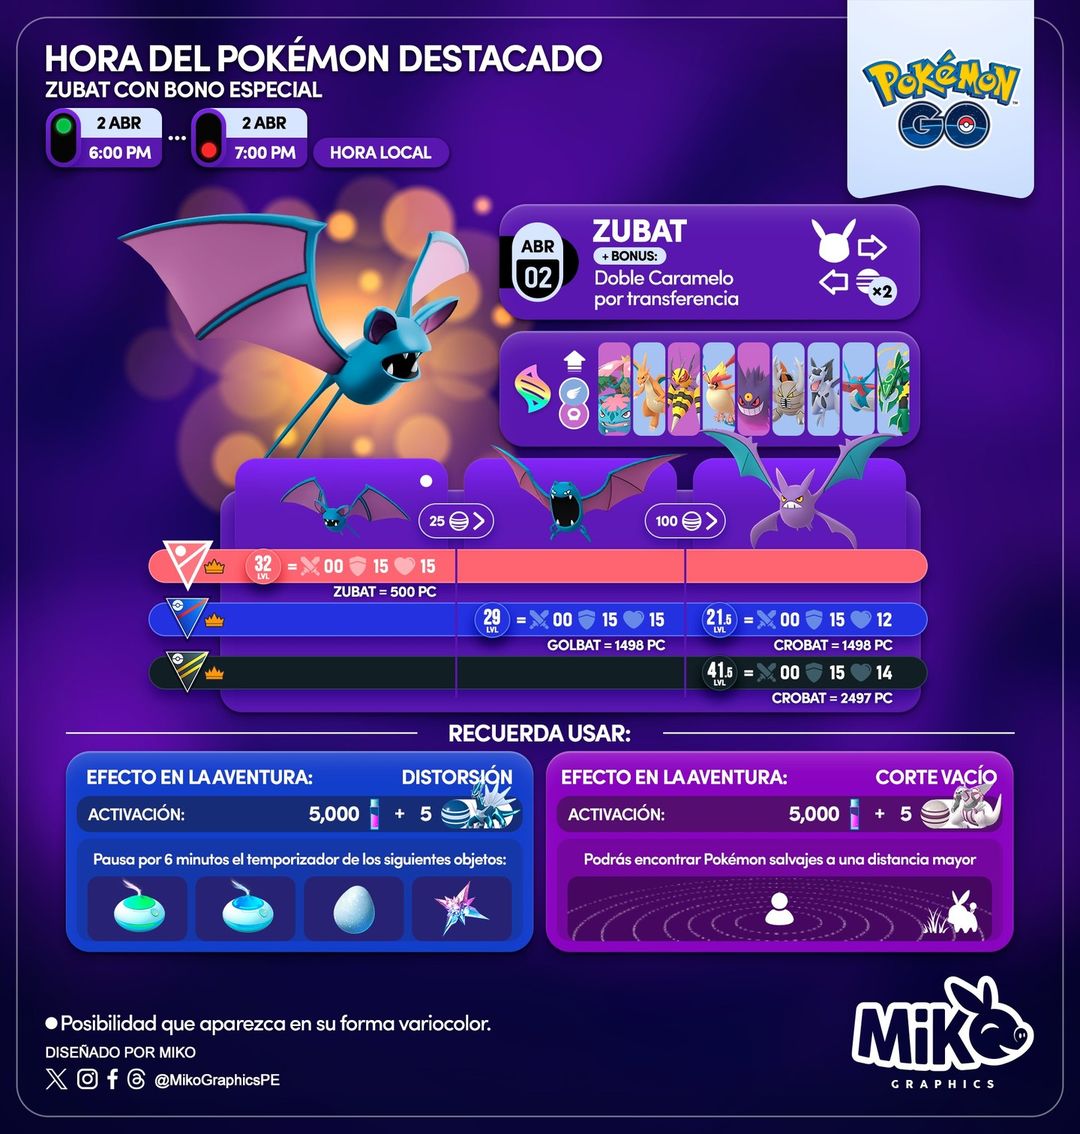 HORA DEL POKÉMON DESTACADO
ZUBAT CON BONO ESPECIAL
2 ABR
6:00 PM
...
2 ABR
7:00 PM
HORA LOCAL
POKÉMON
GO
ABR
02
ZUBAT
+ BONUS:
Doble Caramelo
por transferencia
×2
25
100
32
LVL
= 00 15 15
ZUBAT = 500 PC
29
LVL
= 00 15 15
GOLBAT = 1498 PC
21.5
LVL
= 00 15 12
CROBAT = 1498 PC
41.5
LVL
= 00 15 14
CROBAT = 2497 PC
RECUERDA USAR:
EFECTO EN LA AVENTURA: DISTORSIÓN
ACTIVACIÓN: 5,000 + 5
Pausa por 6 minutos el temporizador de los siguientes objetos:
EFECTO EN LA AVENTURA: CORTE VACÍO
ACTIVACIÓN: 5,000 + 5
Podrás encontrar Pokémon salvajes a una distancia mayor
Posibilidad que aparezca en su forma variocolor.
DISEÑADO POR MIKO
@MikoGraphicsPE
MiKO
GRAPHICS